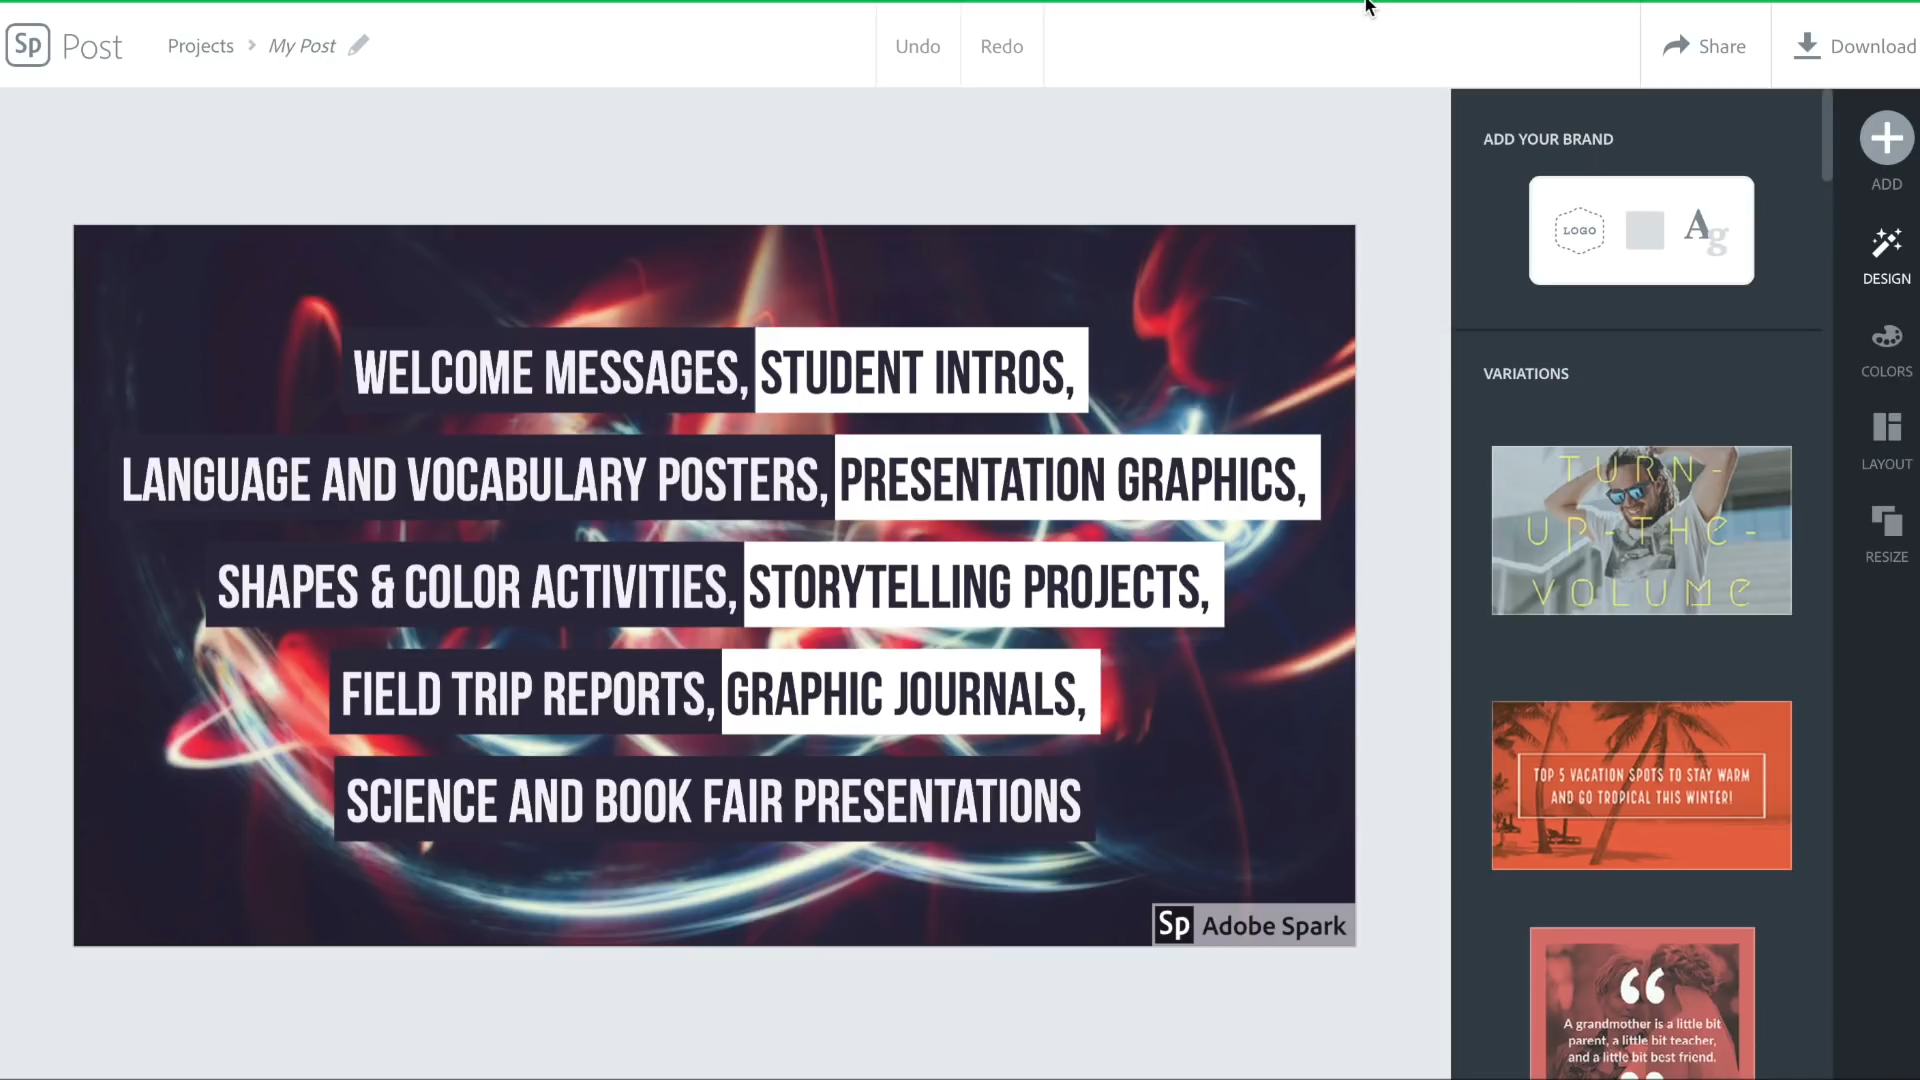 Sp Post Projects > My Post Undo Redo Share Download
ADD YOUR BRAND
LOGO Ag
ADD
DESIGN
COLORS
LAYOUT
RESIZE
WELCOME MESSAGES, STUDENT INTROS,
LANGUAGE AND VOCABULARY POSTERS, PRESENTATION GRAPHICS,
SHAPES & COLOR ACTIVITIES, STORYTELLING PROJECTS,
FIELD TRIP REPORTS, GRAPHIC JOURNALS,
SCIENCE AND BOOK FAIR PRESENTATIONS
Sp Adobe Spark
VARIATIONS
TURN-
UP-THE-
VOLUME
TOP 5 VACATION SPOTS TO STAY WARM
AND GO TROPICAL THIS WINTER!
“
A grandmother is a little bit
parent, a little bit teacher,
and a little bit best friend.